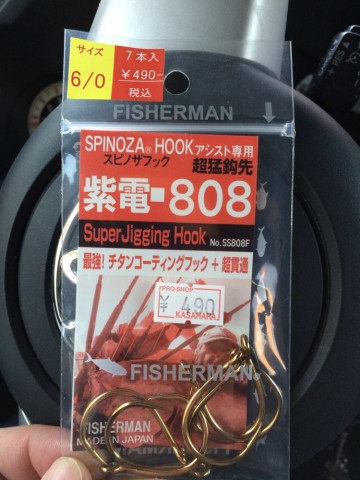 サイズ
6/0
7本入
¥490-
税込
FISHERMAN
SPINOZA® HOOK アシスト専用
スピノザフック 超猛鈎先
紫電-808
SuperJigging Hook No.SS808F
最強!チタンコーティングフック+超貫通
PRO-SHOP
¥ 490
KASAHARA
FISHERMAN
FISHERMAN
MADE IN JAPAN